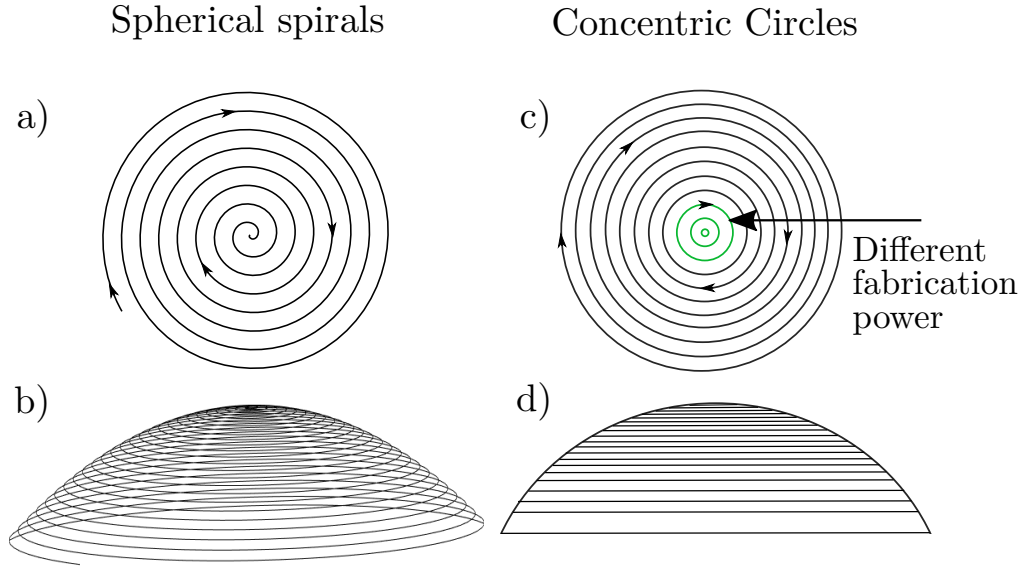 Spherical spirals
Concentric Circles
a)
c)
Different
fabrication
power
b)
d)